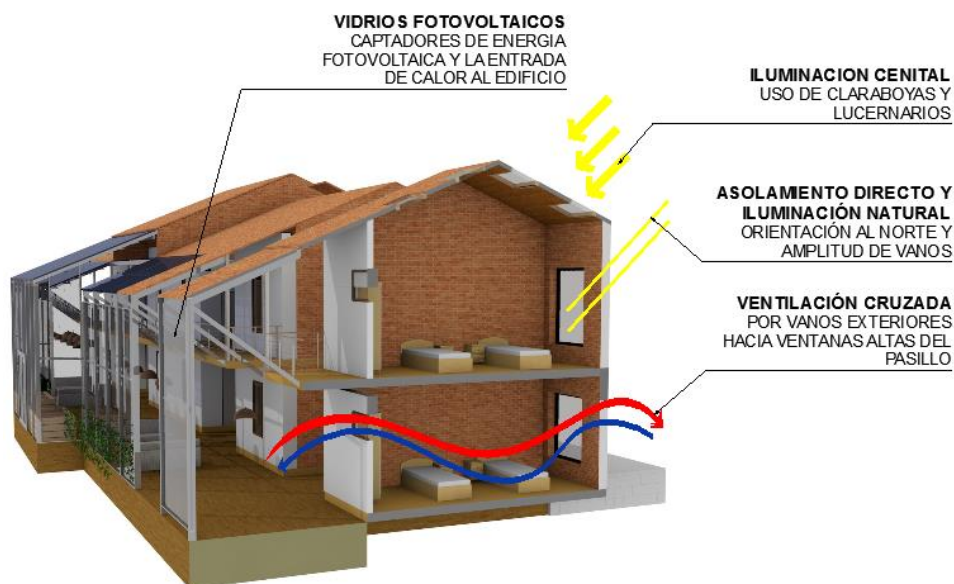 VIDRIOS FOTOVOLTAICOS
CAPTADORES DE ENERGIA
FOTOVOLTAICA Y LA ENTRADA
DE CALOR AL EDIFICIO
ILUMINACION CENITAL
USO DE CLARABOYAS Y
LUCERNARIOS
ASOLAMIENTO DIRECTO Y
ILUMINACIÓN NATURAL
ORIENTACIÓN AL NORTE Y
AMPLITUD DE VANOS
VENTILACIÓN CRUZADA
POR VANOS EXTERIORES
HACIA VENTANAS ALTAS DEL
PASILLO